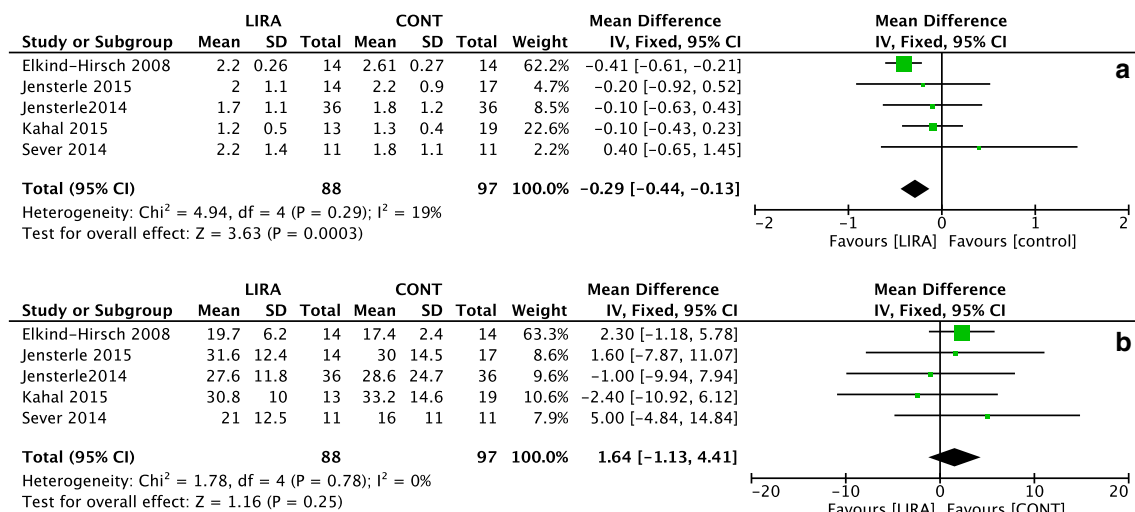 LIRA CONT Mean Difference Mean Difference
Study or Subgroup Mean SD Total Mean SD Total Weight IV, Fixed, 95% CI IV, Fixed, 95% CI
Elkind-Hirsch 2008 2.2 0.26 14 2.61 0.27 14 62.2% -0.41 [-0.61, -0.21] a
Jensterle 2015 2 1.1 14 2.2 0.9 17 4.7% -0.20 [-0.92, 0.52]
Jensterle2014 1.7 1.1 36 1.8 1.2 36 8.5% -0.10 [-0.63, 0.43]
Kahal 2015 1.2 0.5 13 1.3 0.4 19 22.6% -0.10 [-0.43, 0.23]
Sever 2014 2.2 1.4 11 1.8 1.1 11 2.2% 0.40 [-0.65, 1.45]
Total (95% CI) 88 97 100.0% -0.29 [-0.44, -0.13]
Heterogeneity: Chi² = 4.94, df = 4 (P = 0.29); I² = 19%
Test for overall effect: Z = 3.63 (P = 0.0003)
-2 -1 0 1 2
Favours [LIRA] Favours [control]
LIRA CONT Mean Difference Mean Difference
Study or Subgroup Mean SD Total Mean SD Total Weight IV, Fixed, 95% CI IV, Fixed, 95% CI
Elkind-Hirsch 2008 19.7 6.2 14 17.4 2.4 14 63.3% 2.30 [-1.18, 5.78] b
Jensterle 2015 31.6 12.4 14 30 14.5 17 8.6% 1.60 [-7.87, 11.07]
Jensterle2014 27.6 11.8 36 28.6 24.7 36 9.6% -1.00 [-9.94, 7.94]
Kahal 2015 30.8 10 13 33.2 14.6 19 10.6% -2.40 [-10.92, 6.12]
Sever 2014 21 12.5 11 16 11 11 7.9% 5.00 [-4.84, 14.84]
Total (95% CI) 88 97 100.0% 1.64 [-1.13, 4.41]
Heterogeneity: Chi² = 1.78, df = 4 (P = 0.78); I² = 0%
Test for overall effect: Z = 1.16 (P = 0.25)
-20 -10 0 10 20
Favours [LIRA] Favours [CONT]